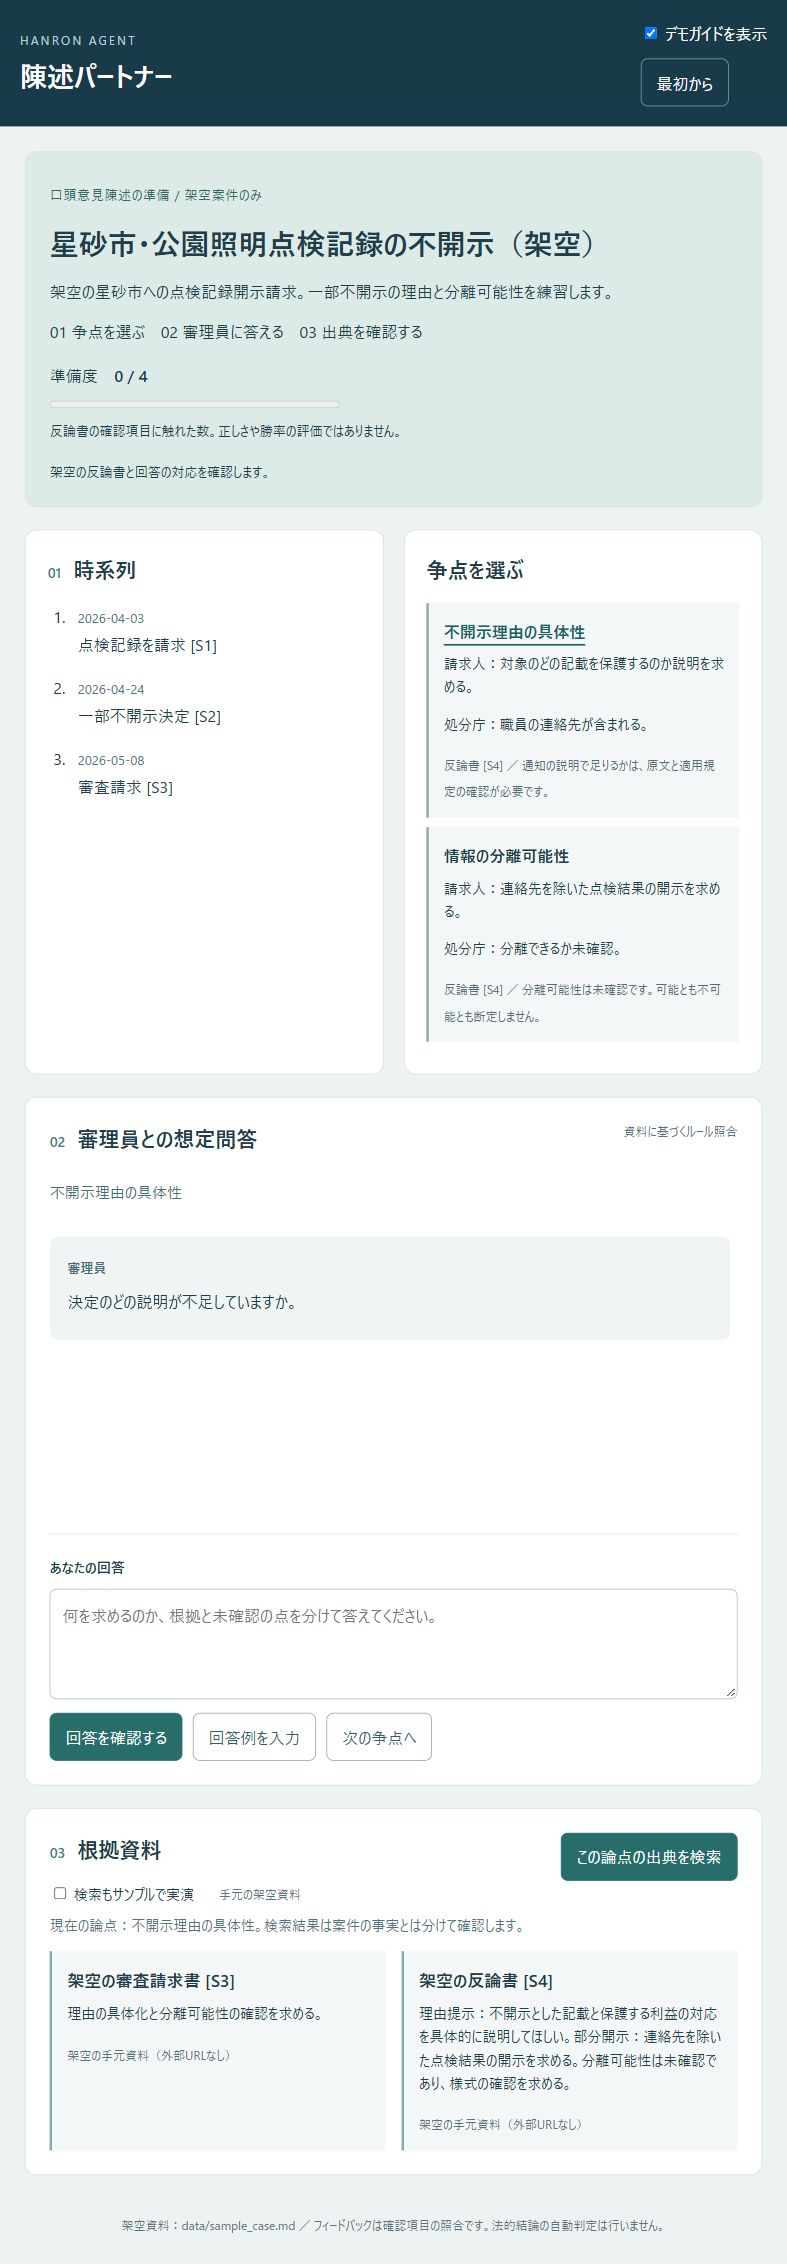 HANRON AGENT
陳述パートナー
デモガイドを表示
最初から
口頭意見陳述の準備 / 架空案件のみ
星砂市・公園照明点検記録の不開示（架空）
架空の星砂市への点検記録開示請求。一部不開示の理由と分離可能性を練習します。
01 争点を選ぶ 02 審理員に答える 03 出典を確認する
準備度 0 / 4
反論書の確認項目に触れた数。正しさや勝率の評価ではありません。
架空の反論書と回答の対応を確認します。
01 時系列
1. 2026-04-03
点検記録を請求 [S1]
2. 2026-04-24
一部不開示決定 [S2]
3. 2026-05-08
審査請求 [S3]
争点を選ぶ
不開示理由の具体性
請求人：対象のどの記載を保護するのか説明を求
める。
処分庁：職員の連絡先が含まれる。
反論書 [S4] ／ 通知の説明で足りるかは、原文と適用規
定の確認が必要です。
情報の分離可能性
請求人：連絡先を除いた点検結果の開示を求め
る。
処分庁：分離できるか未確認。
反論書 [S4] ／ 分離可能性は未確認です。可能とも不可
能とも断定しません。
02 審理員との想定問答
資料に基づくルール照合
不開示理由の具体性
審理員
決定のどの説明が不足していますか。
あなたの回答
何を求めるのか、根拠と未確認の点を分けて答えてください。
回答を確認する
回答例を入力
次の争点へ
03 根拠資料
この論点の出典を検索
検索もサンプルで実演 手元の架空資料
現在の論点：不開示理由の具体性。検索結果は案件の事実とは分けて確認します。
架空の審査請求書 [S3]
理由の具体化と分離可能性の確認を求める。
架空の手元資料（外部URLなし）
架空の反論書 [S4]
理由提示：不開示とした記載と保護する利益の対応
を具体的に説明してほしい。部分開示：連絡先を除い
た点検結果の開示を求める。分離可能性は未確認で
あり、様式の確認を求める。
架空の手元資料（外部URLなし）
架空資料：data/sample_case.md ／ フィードバックは確認項目の照合です。法的結論の自動判定は行いません。